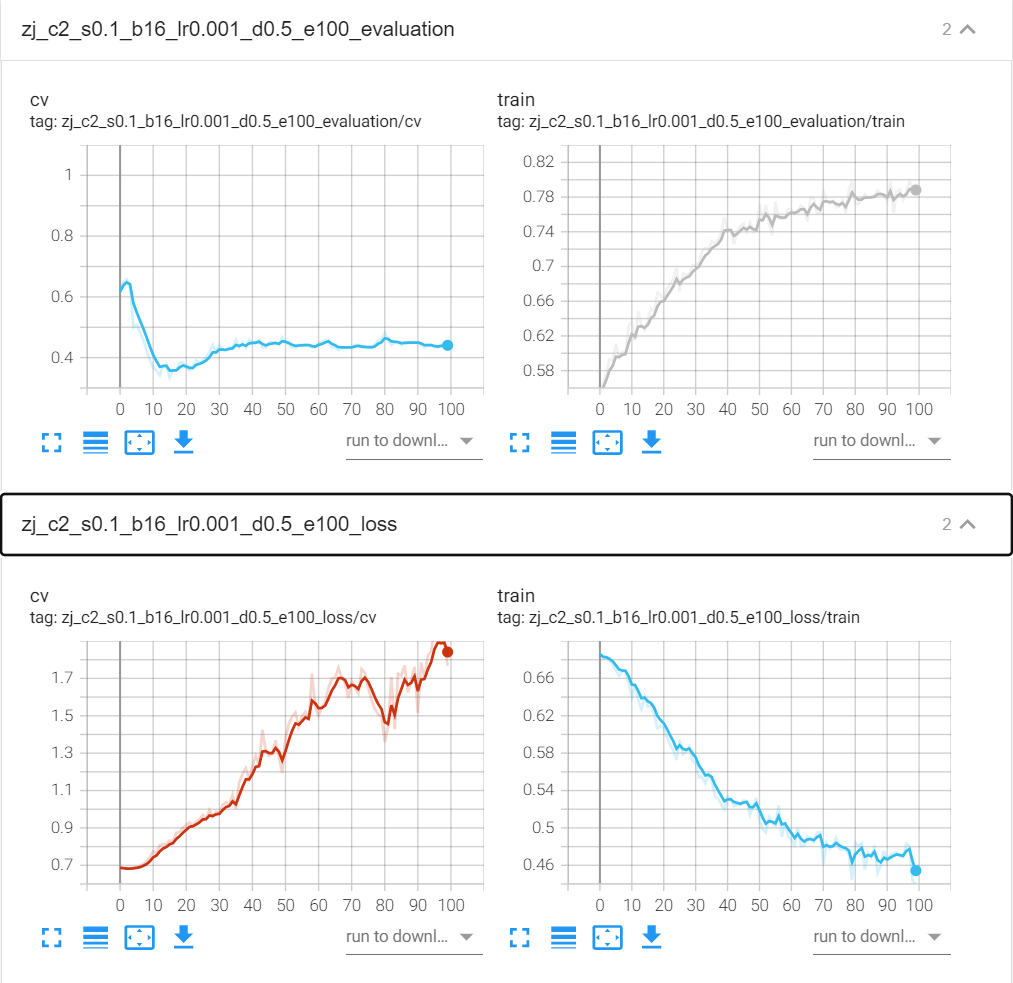 zj_c2_s0.1_b16_lr0.001_d0.5_e100_evaluation 2
cv
tag: zj_c2_s0.1_b16_lr0.001_d0.5_e100_evaluation/cv
1
0.8
0.6
0.4
0 10 20 30 40 50 60 70 80 90 100
run to downl...
train
tag: zj_c2_s0.1_b16_lr0.001_d0.5_e100_evaluation/train
0.82
0.78
0.74
0.7
0.66
0.62
0.58
0 10 20 30 40 50 60 70 80 90 100
run to downl...
zj_c2_s0.1_b16_lr0.001_d0.5_e100_loss 2
cv
tag: zj_c2_s0.1_b16_lr0.001_d0.5_e100_loss/cv
1.7
1.5
1.3
1.1
0.9
0.7
0 10 20 30 40 50 60 70 80 90 100
run to downl...
train
tag: zj_c2_s0.1_b16_lr0.001_d0.5_e100_loss/train
0.66
0.62
0.58
0.54
0.5
0.46
0 10 20 30 40 50 60 70 80 90 100
run to downl...